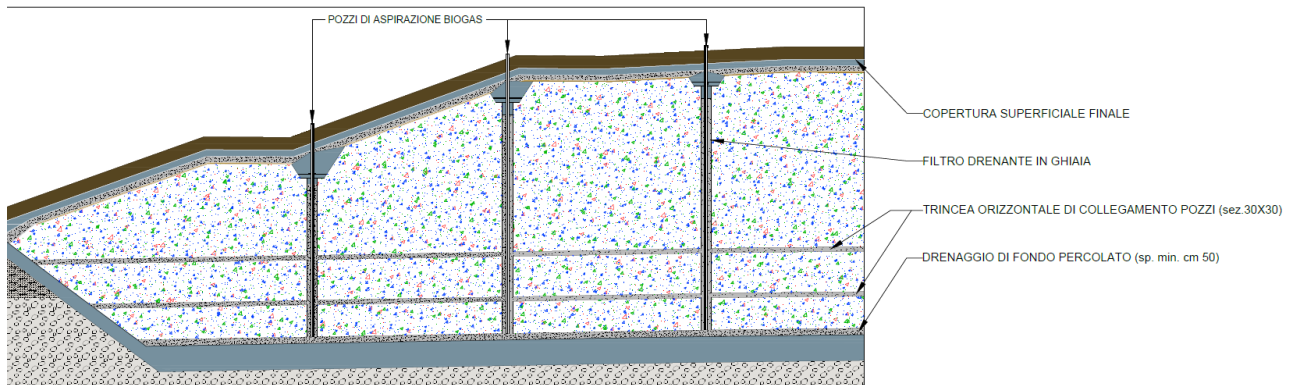 POZZI DI ASPIRAZIONE BIOGAS
COPERTURA SUPERFICIALE FINALE
FILTRO DRENANTE IN GHIAIA
TRINCEA ORIZZONTALE DI COLLEGAMENTO POZZI (sez.30X30)
DRENAGGIO DI FONDO PERCOLATO (sp. min. cm 50)